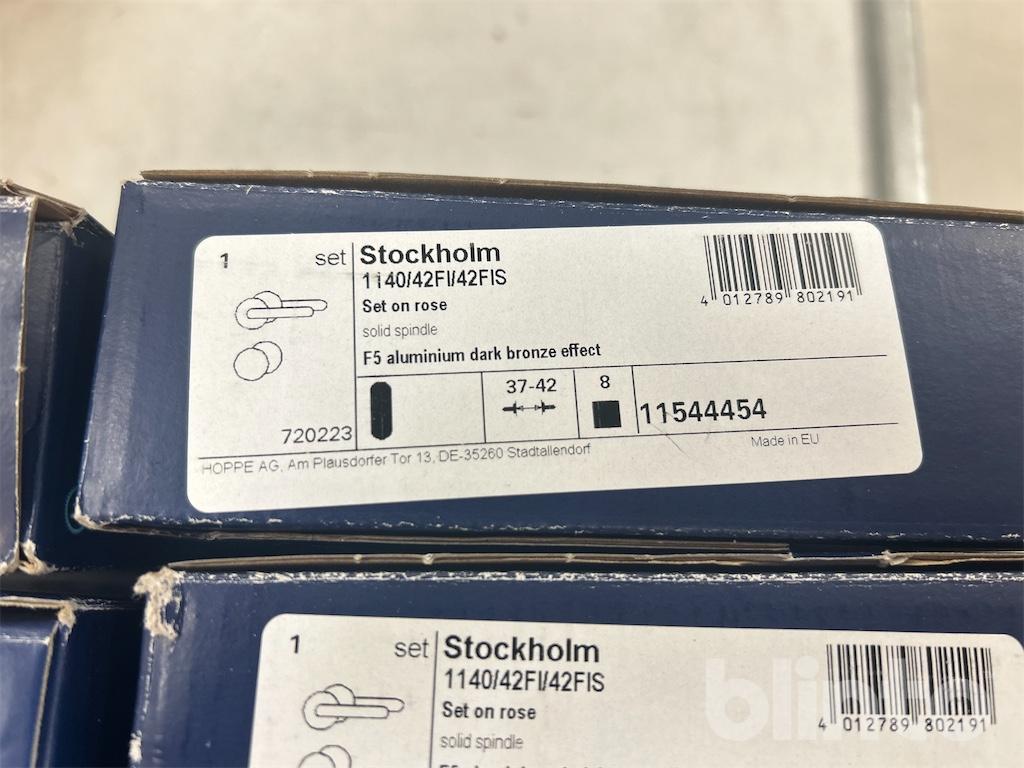 1 set Stockholm
1140/42FI/42FIS
Set on rose
solid spindle
F5 aluminium dark bronze effect
4 012789 802191
37-42
8
11544454
720223
HOPPE AG, Am Plausdorfer Tor 13, DE-35260 Stadtallendorf
Made in EU
1 set Stockholm
1140/42FI/42FIS
Set on rose
solid spindle
4 012789 802191